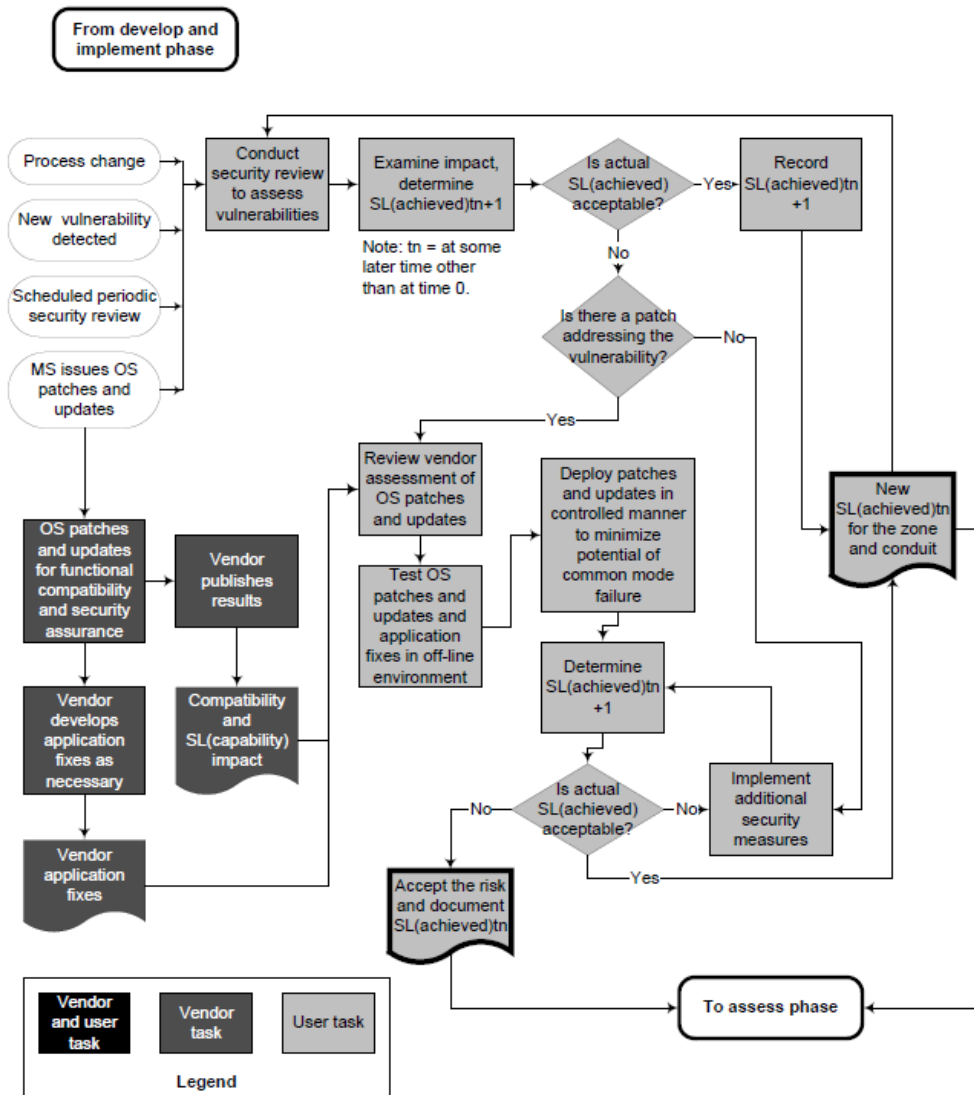 From develop and
implement phase
Process change
New vulnerability
detected
Scheduled periodic
security review
MS issues OS
patches and
updates
Conduct
security review
to assess
vulnerabilities
Examine impact,
determine
SL(achieved)tn+1
Note: tn = at some
later time other
than at time 0.
Is actual
SL(achieved)
acceptable?
Yes
Record
SL(achieved)tn
+1
No
Is there a patch
addressing the
vulnerability?
No
Yes
Review vendor
assessment of
OS patches
and updates
Deploy patches
and updates in
controlled manner
to minimize
potential of
common mode
failure
New
SL(achieved)tn
for the zone
and conduit
OS patches
and updates
for functional
compatibility
and security
assurance
Vendor
publishes
results
Test OS
patches and
updates and
application
fixes in off-line
environment
Determine
SL(achieved)tn
+1
Vendor
develops
application
fixes as
necessary
Compatibility
and
SL(capability)
impact
Is actual
SL(achieved)
acceptable?
No
No
Implement
additional
security
measures
Vendor
application
fixes
Yes
Accept the risk
and document
SL(achieved)tn
To assess phase
Vendor
and user
task
Vendor
task
User task
Legend